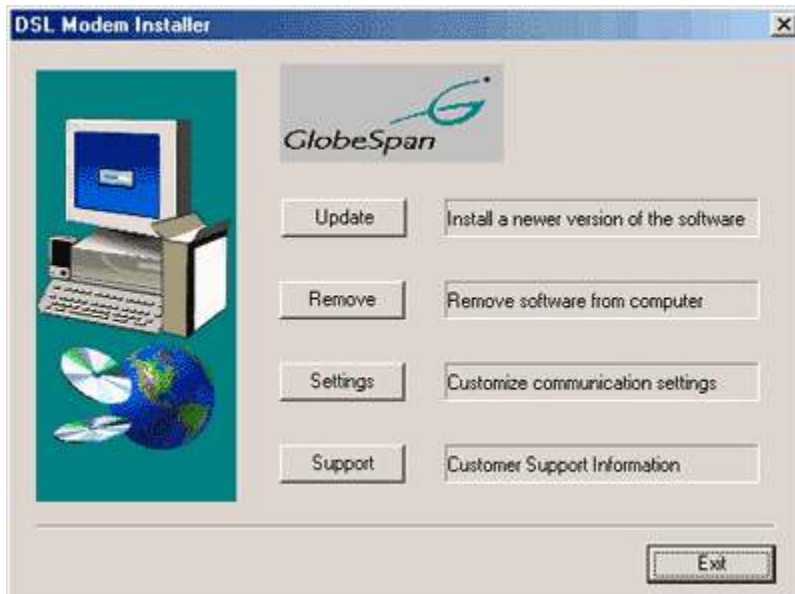 DSL Modem Installer
GlobeSpan
Update
Install a newer version of the software
Remove
Remove software from computer
Settings
Customize communication settings
Support
Customer Support Information
Exit